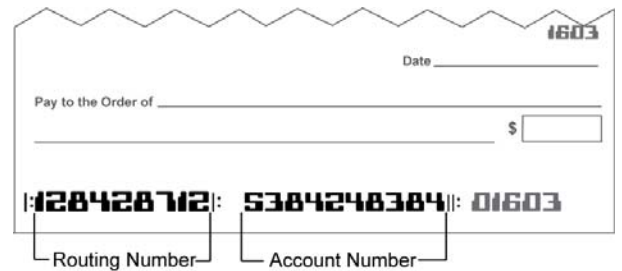 1603
Date
Pay to the Order of
$
|:128428712|: 5384248384||: 01603
Routing Number Account Number